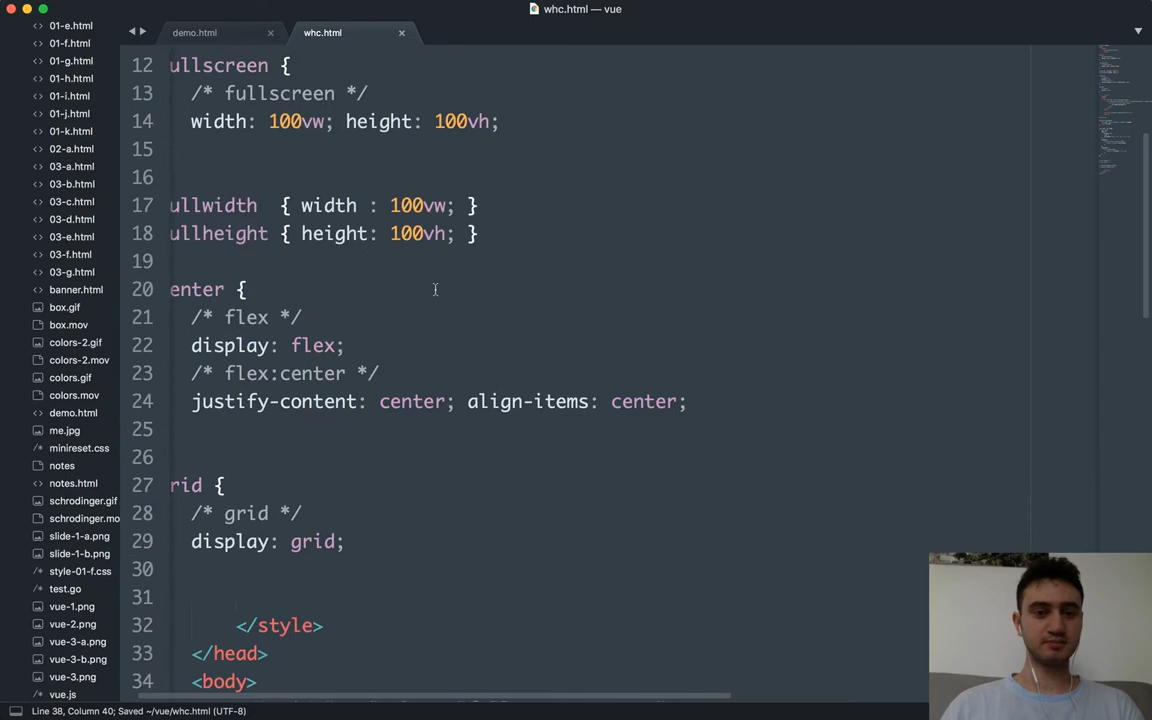 whc.html — vue
demo.html
whc.html
01-e.html
01-f.html
01-g.html
01-h.html
01-i.html
01-j.html
01-k.html
02-a.html
03-a.html
03-b.html
03-c.html
03-d.html
03-e.html
03-f.html
03-g.html
banner.html
box.gif
box.mov
colors-2.gif
colors-2.mov
colors.gif
colors.mov
demo.html
me.jpg
minireset.css
notes
notes.html
schrodinger.gif
schrodinger.mo
slide-1-a.png
slide-1-b.png
style-01-f.css
test.go
vue-1.png
vue-2.png
vue-3-a.png
vue-3-b.png
vue-3.png
vue.js
12 ullscreen {
13 /* fullscreen */
14 width: 100vw; height: 100vh;
15
16
17 ullwidth { width : 100vw; }
18 ullheight { height: 100vh; }
19
20 enter {
21 /* flex */
22 display: flex;
23 /* flex:center */
24 justify-content: center; align-items: center;
25
26
27 rid {
28 /* grid */
29 display: grid;
30
31
32 </style>
33 </head>
34 <body>
Line 38, Column 40; Saved ~/vue/whc.html (UTF-8)